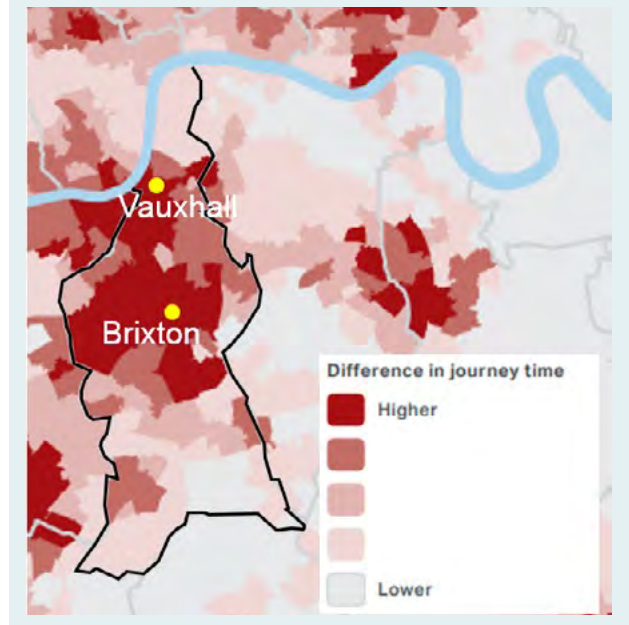 Vauxhall
Brixton
Difference in journey time
Higher
Lower